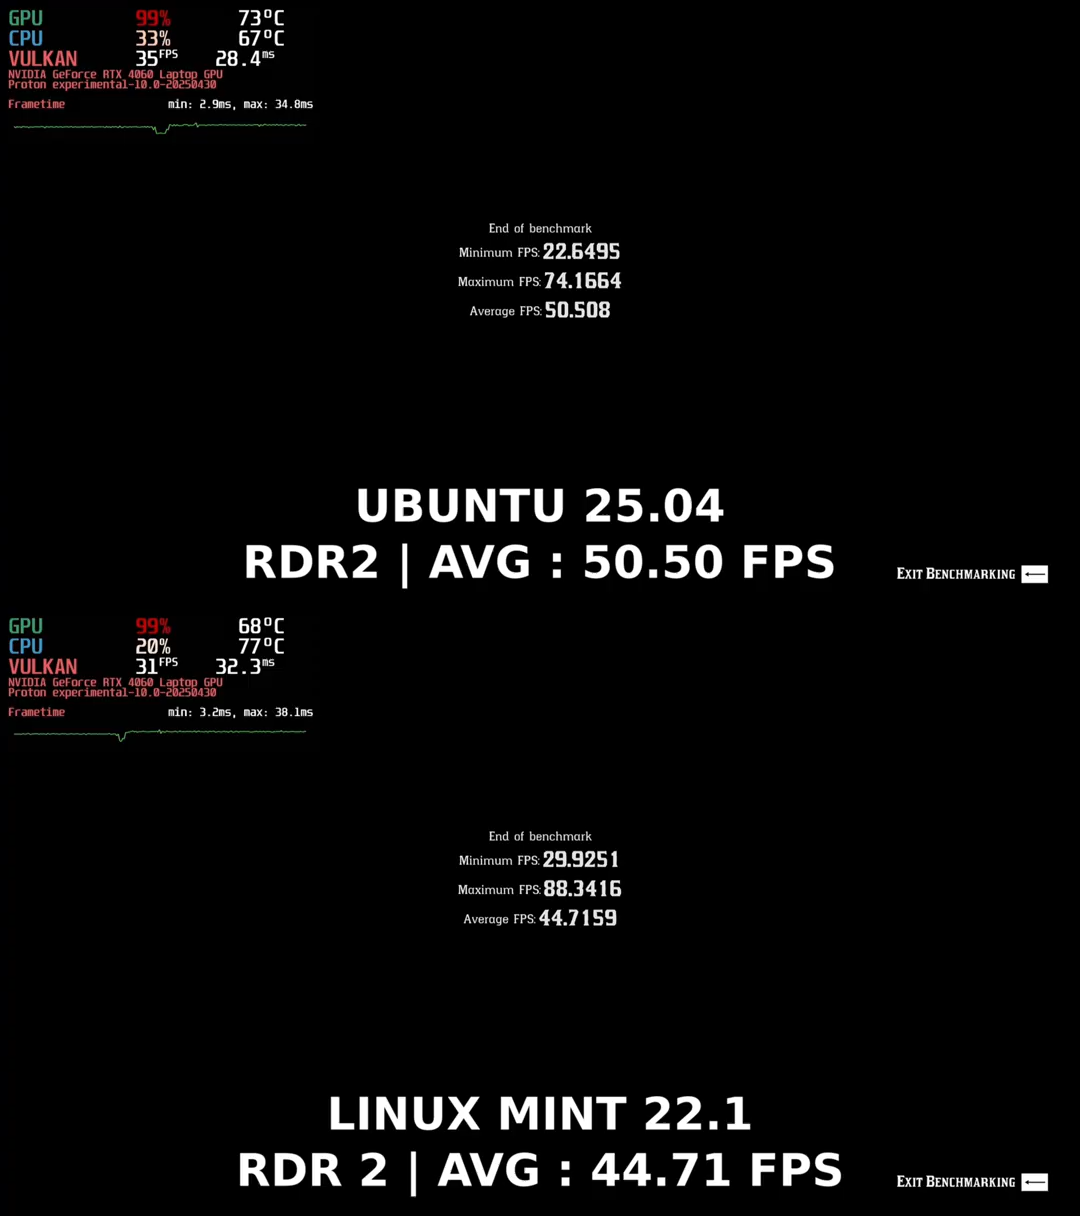 GPU 99% 73°C
CPU 33% 67°C
VULKAN 35FPS 28.4ms
NVIDIA GeForce RTX 4060 Laptop GPU
Proton experimental-10.0-20250430
Frametime min: 2.9ms, max: 34.8ms
End of benchmark
Minimum FPS: 22.6495
Maximum FPS: 74.1664
Average FPS: 50.508
UBUNTU 25.04
RDR2 | AVG : 50.50 FPS
EXIT BENCHMARKING
GPU 99% 68°C
CPU 20% 77°C
VULKAN 31FPS 32.3ms
NVIDIA GeForce RTX 4060 Laptop GPU
Proton experimental-10.0-20250430
Frametime min: 3.2ms, max: 38.1ms
End of benchmark
Minimum FPS: 29.9251
Maximum FPS: 88.3416
Average FPS: 44.7159
LINUX MINT 22.1
RDR 2 | AVG : 44.71 FPS
EXIT BENCHMARKING